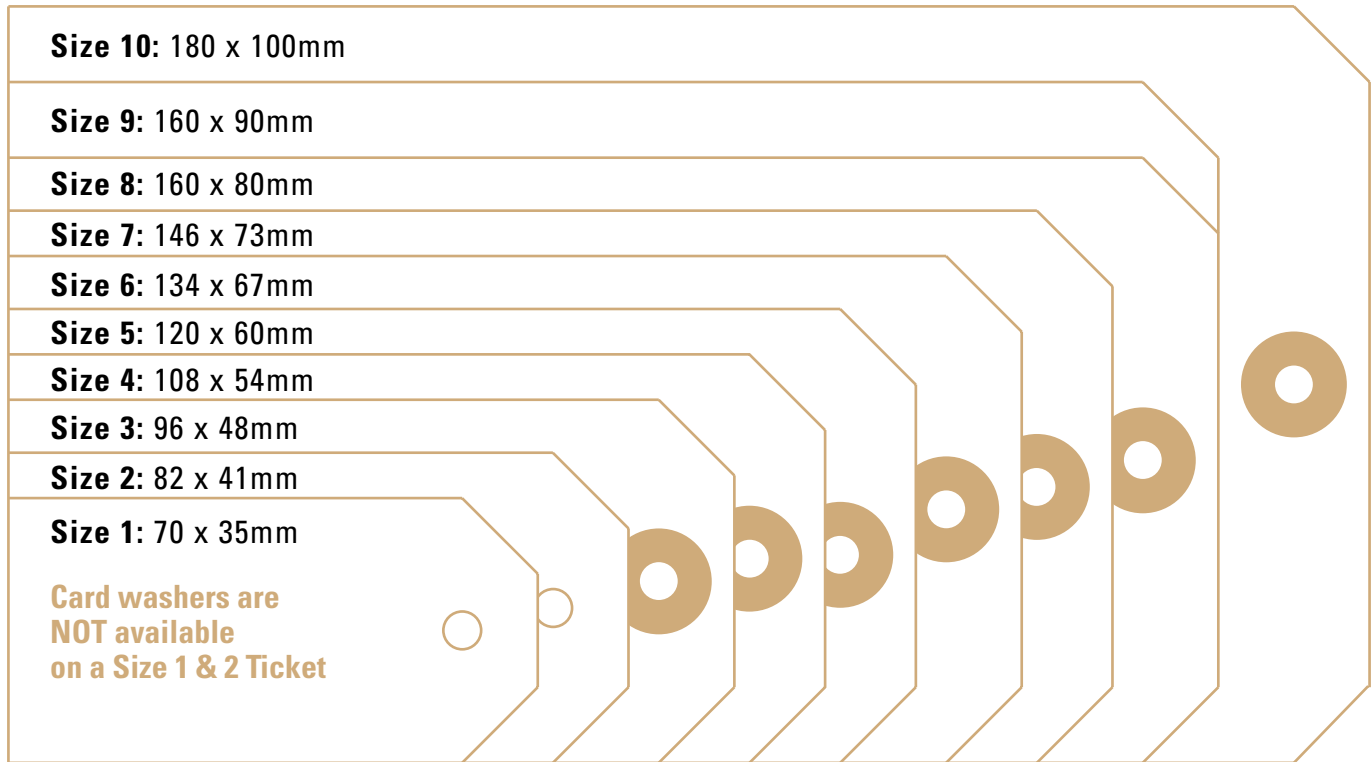 Size 10: 180 x 100mm
Size 9: 160 x 90mm
Size 8: 160 x 80mm
Size 7: 146 x 73mm
Size 6: 134 x 67mm
Size 5: 120 x 60mm
Size 4: 108 x 54mm
Size 3: 96 x 48mm
Size 2: 82 x 41mm
Size 1: 70 x 35mm
Card washers are
NOT available
on a Size 1 & 2 Ticket